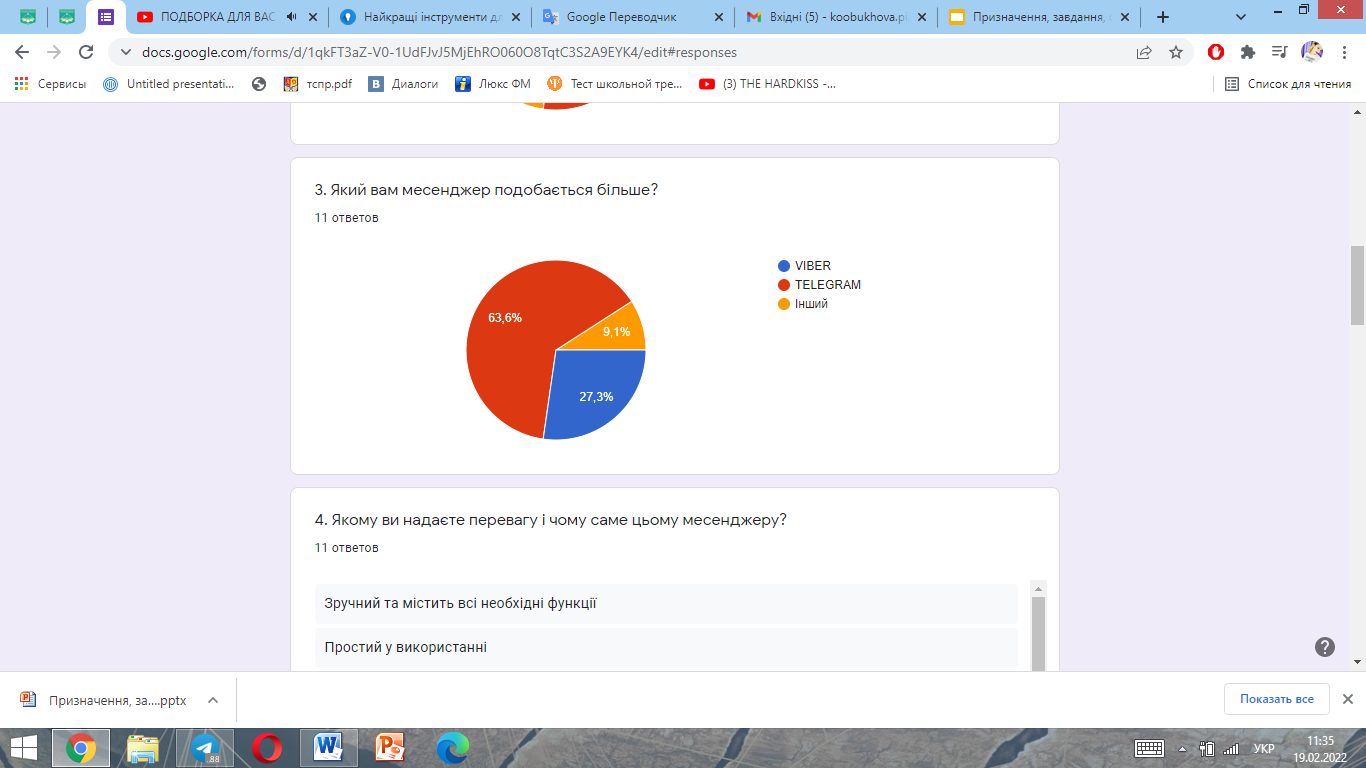 ПОДБОРКА ДЛЯ ВАС
Найкращі інструменти дл
Google Переводчик
Вхідні (5) - koobukhova.pi
Призначення, завдання,
docs.google.com/forms/d/1qkFT3aZ-V0-1UdFJvJ5MjEhRO060O8TqtC3S2A9EYK4/edit#responses
Сервисы
Untitled presentati...
тспр.pdf
Диалоги
Люкс ФМ
Тест школьной тре...
(3) THE HARDKISS -...
Список для чтения
3. Який вам месенджер подобається більше?
11 ответов
VIBER
TELEGRAM
Інший
63,6%
9,1%
27,3%
4. Якому ви надаєте перевагу і чому саме цьому месенджеру?
11 ответов
Зручний та містить всі необхідні функції
Простий у використанні
Призначення, за....pptx
Показать все
.88
УКР
11:35
19.02.2022